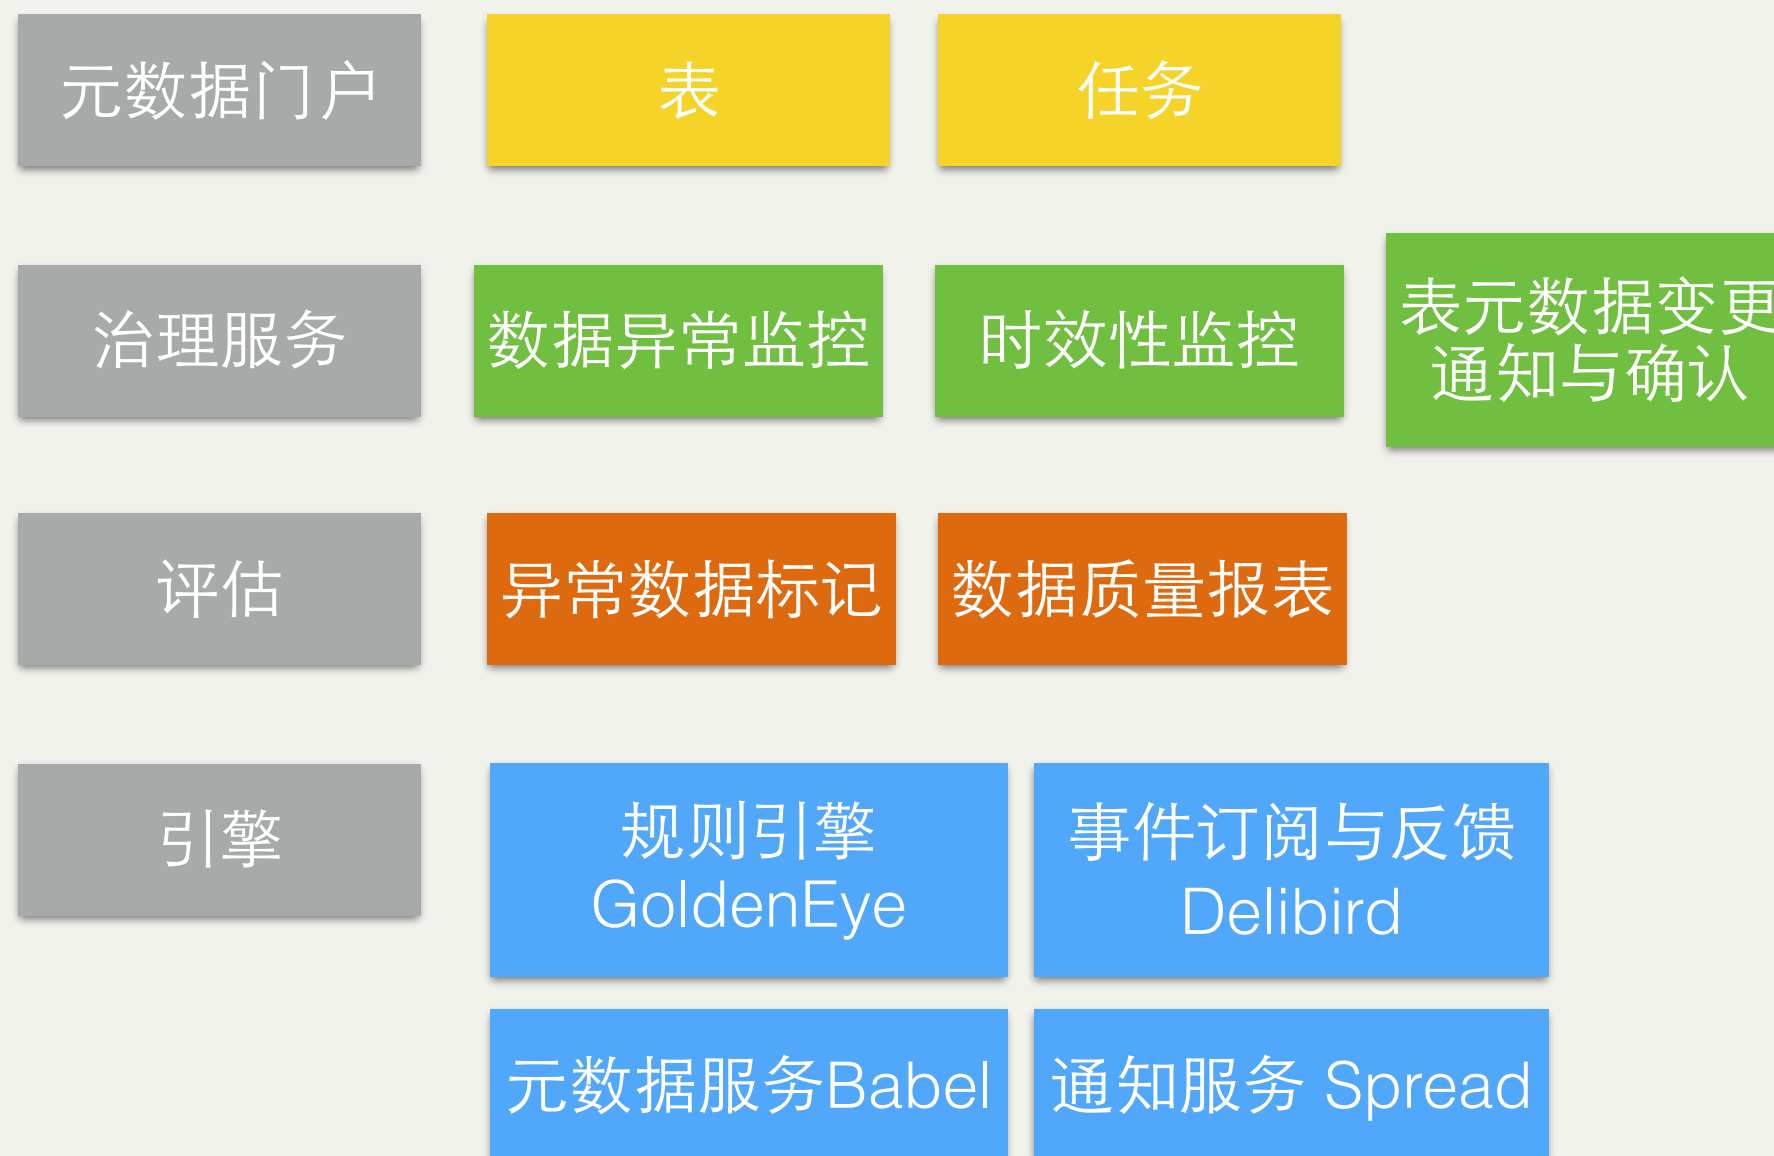 元数据门户
表
任务
治理服务
数据异常监控
时效性监控
表元数据变更
通知与确认
评估
异常数据标记
数据质量报表
引擎
规则引擎
GoldenEye
事件订阅与反馈
Delibird
元数据服务Babel
通知服务 Spread